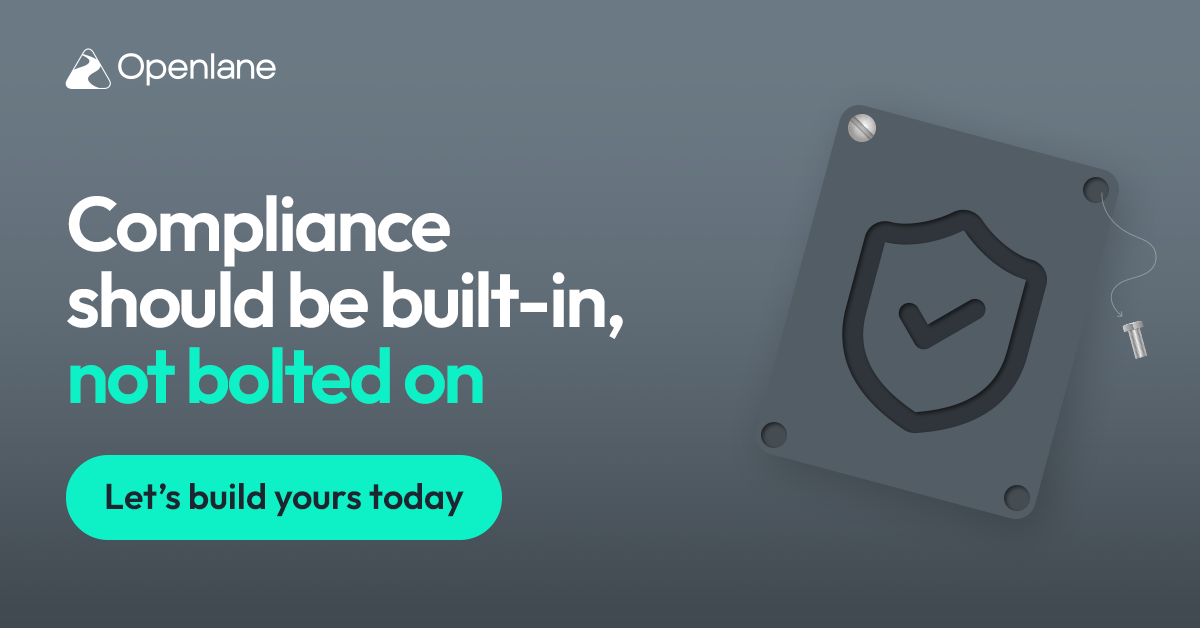 Openlane
Compliance
should be built-in,
not bolted on
Let’s build yours today